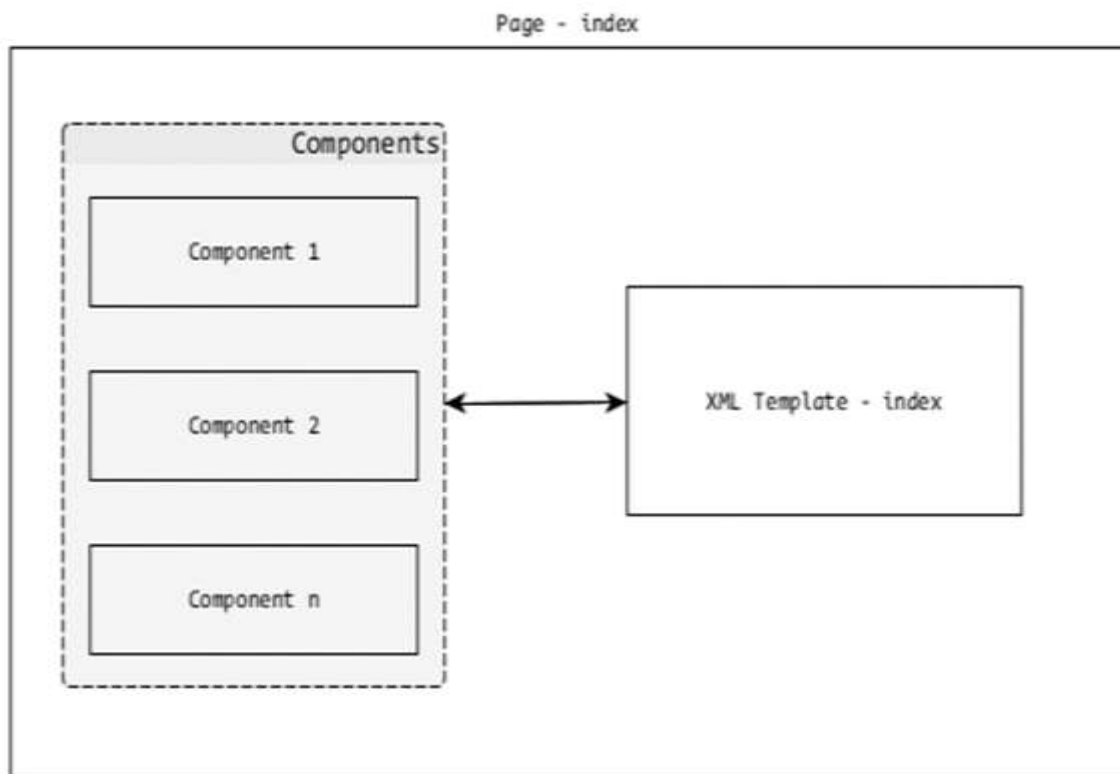 Page - index
Components
Component 1
Component 2
Component n
XML Template - index